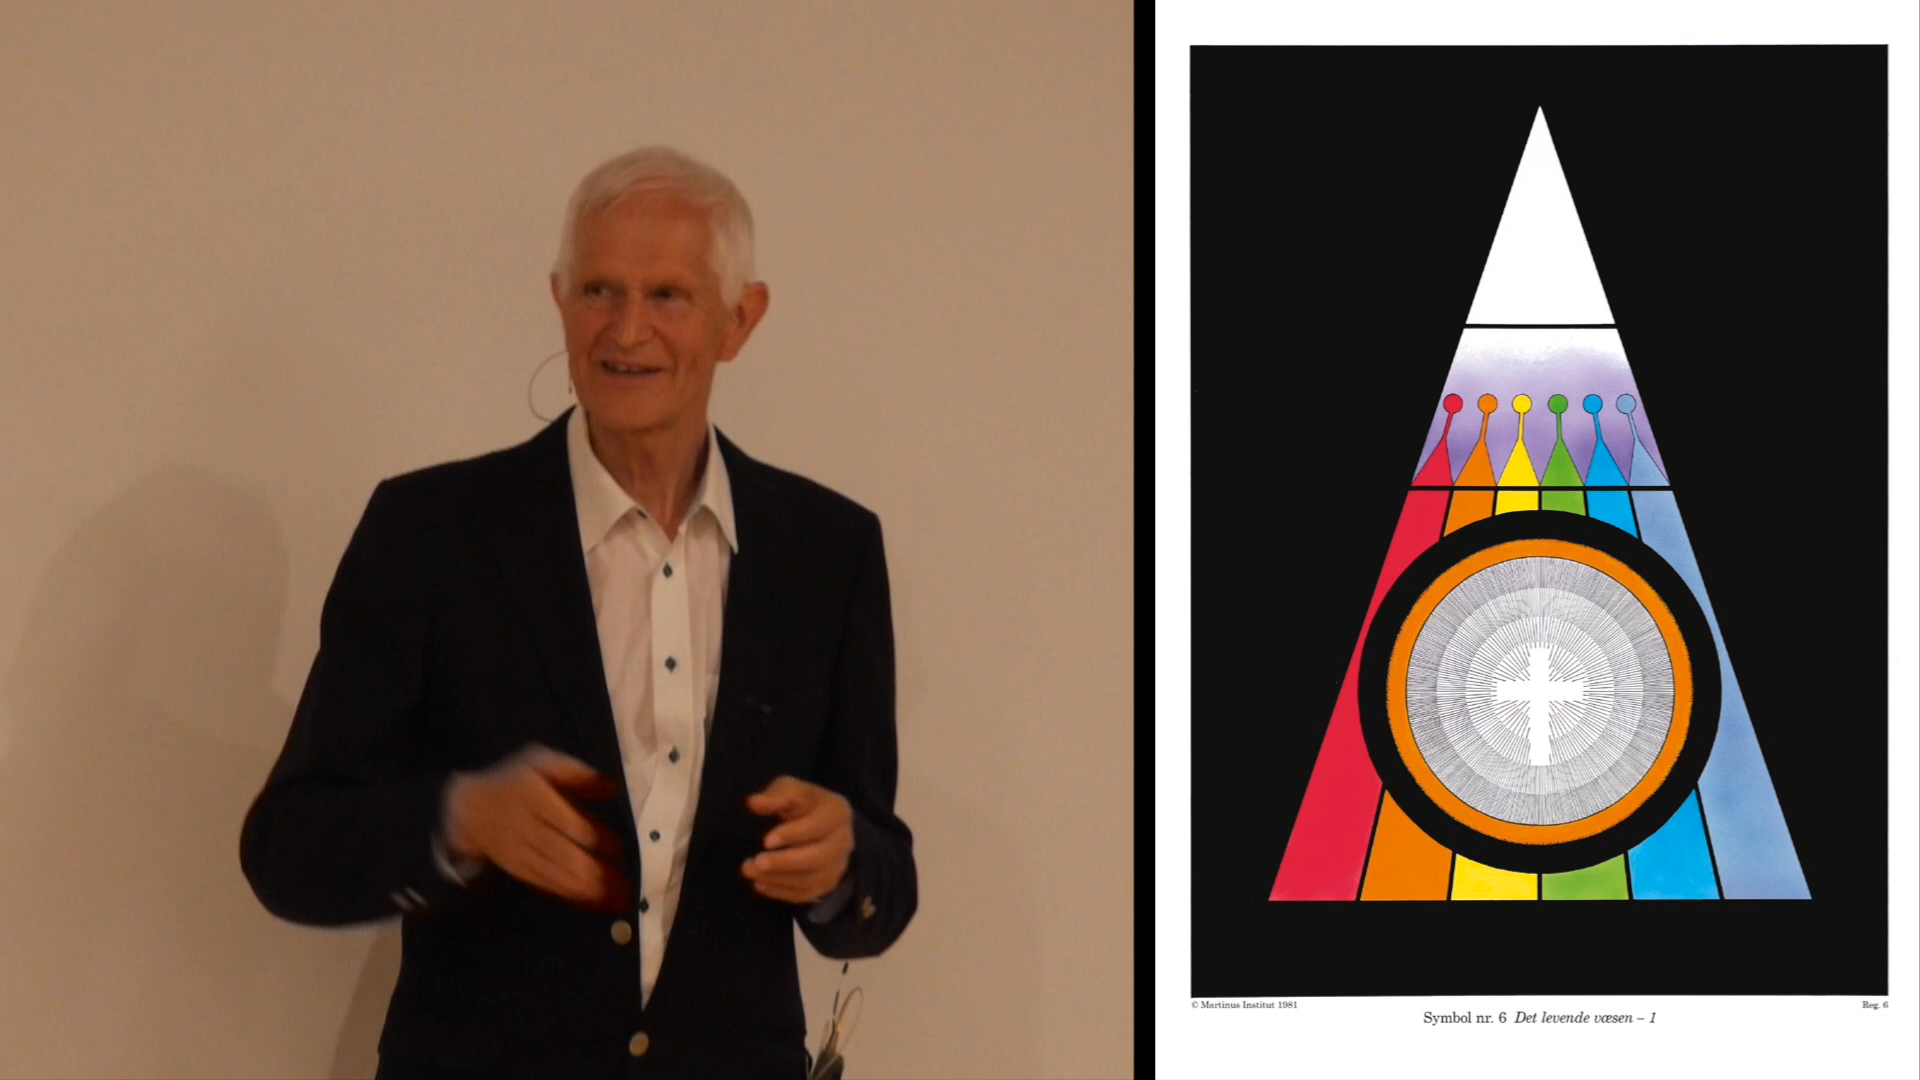 © Martinus Institut 1981
Reg. 6
Symbol nr. 6 Det levende væsen – 1